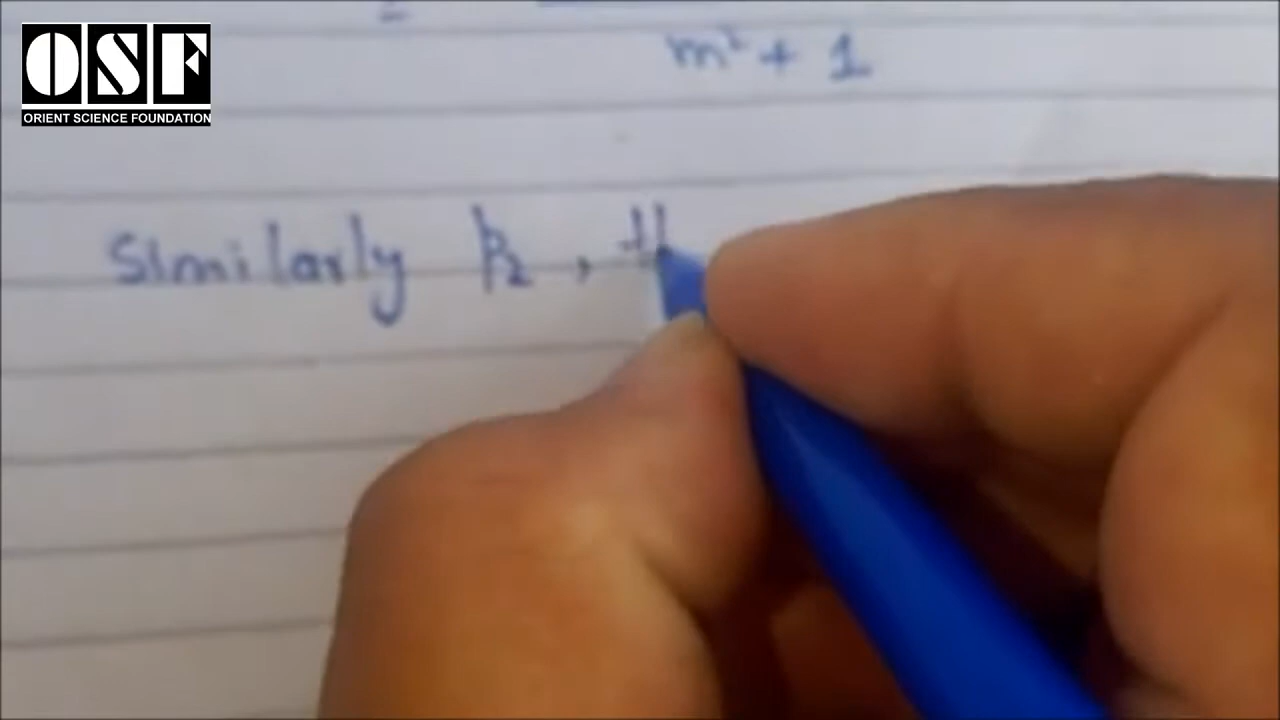 OSF
ORIENT SCIENCE FOUNDATION
=
m² + 1
Similarly p₂ ,